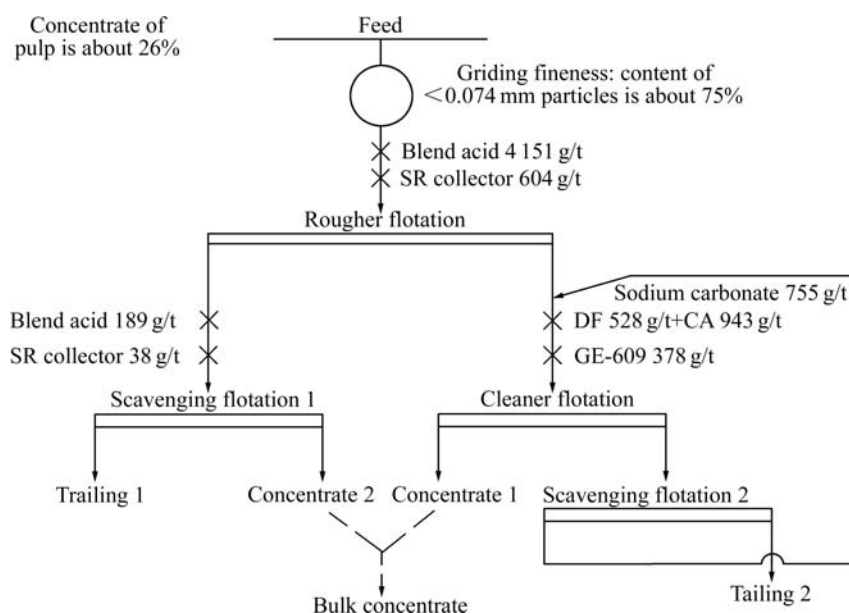 Concentrate of
pulp is about 26%
Feed
Griding fineness: content of
<0.074 mm particles is about 75%
Blend acid 4 151 g/t
SR collector 604 g/t
Rougher flotation
Sodium carbonate 755 g/t
Blend acid 189 g/t
DF 528 g/t+CA 943 g/t
SR collector 38 g/t
GE-609 378 g/t
Scavenging flotation 1
Cleaner flotation
Trailing 1
Concentrate 2
Concentrate 1
Scavenging flotation 2
Tailing 2
Bulk concentrate